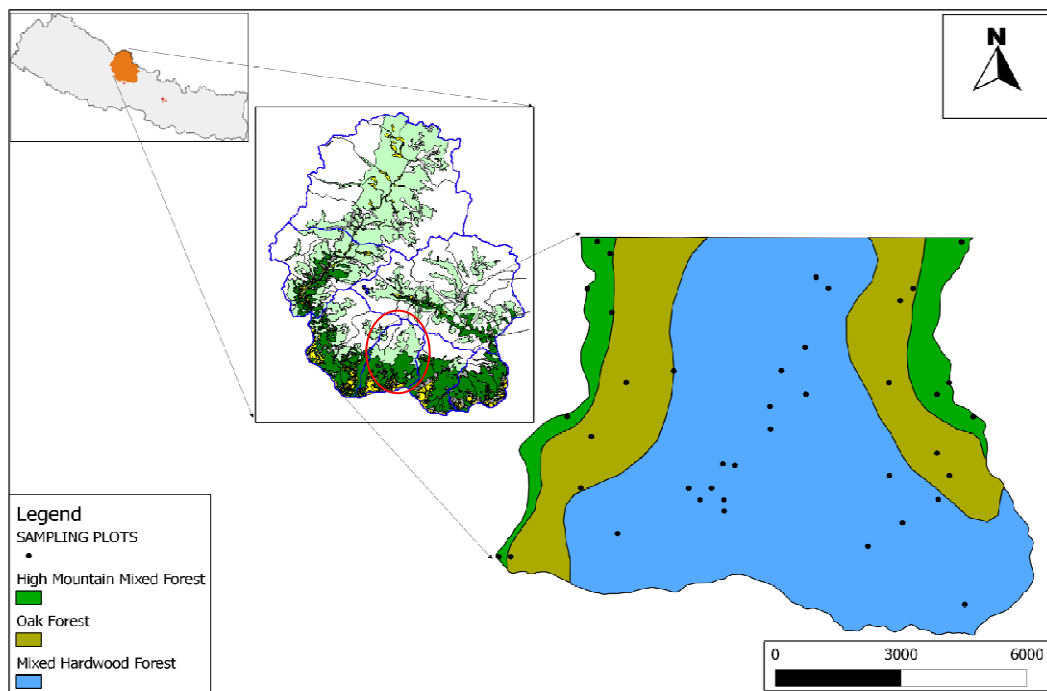 N
Legend
SAMPLING PLOTS
High Mountain Mixed Forest
Oak Forest
Mixed Hardwood Forest
0 3000 6000